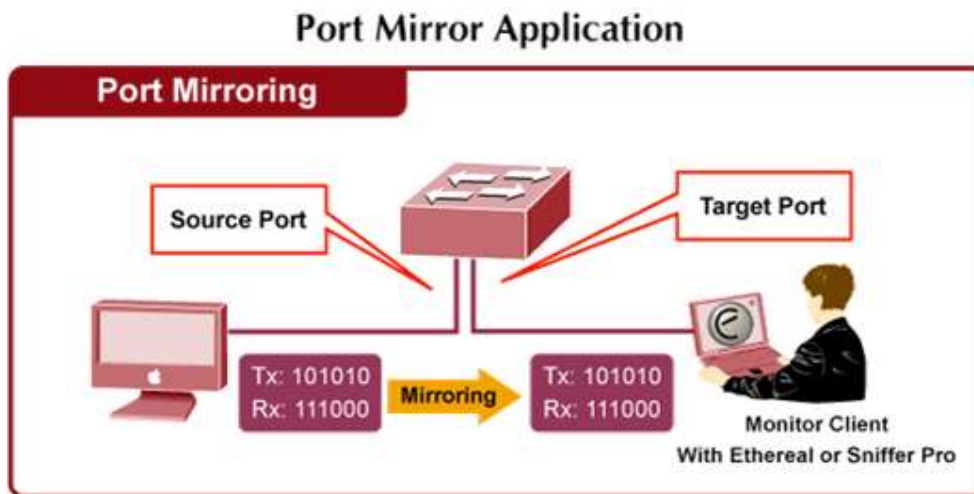 Port Mirror Application
Port Mirroring
Source Port
Target Port
Tx: 101010
Rx: 111000
Mirroring
Tx: 101010
Rx: 111000
Monitor Client
With Ethereal or Sniffer Pro